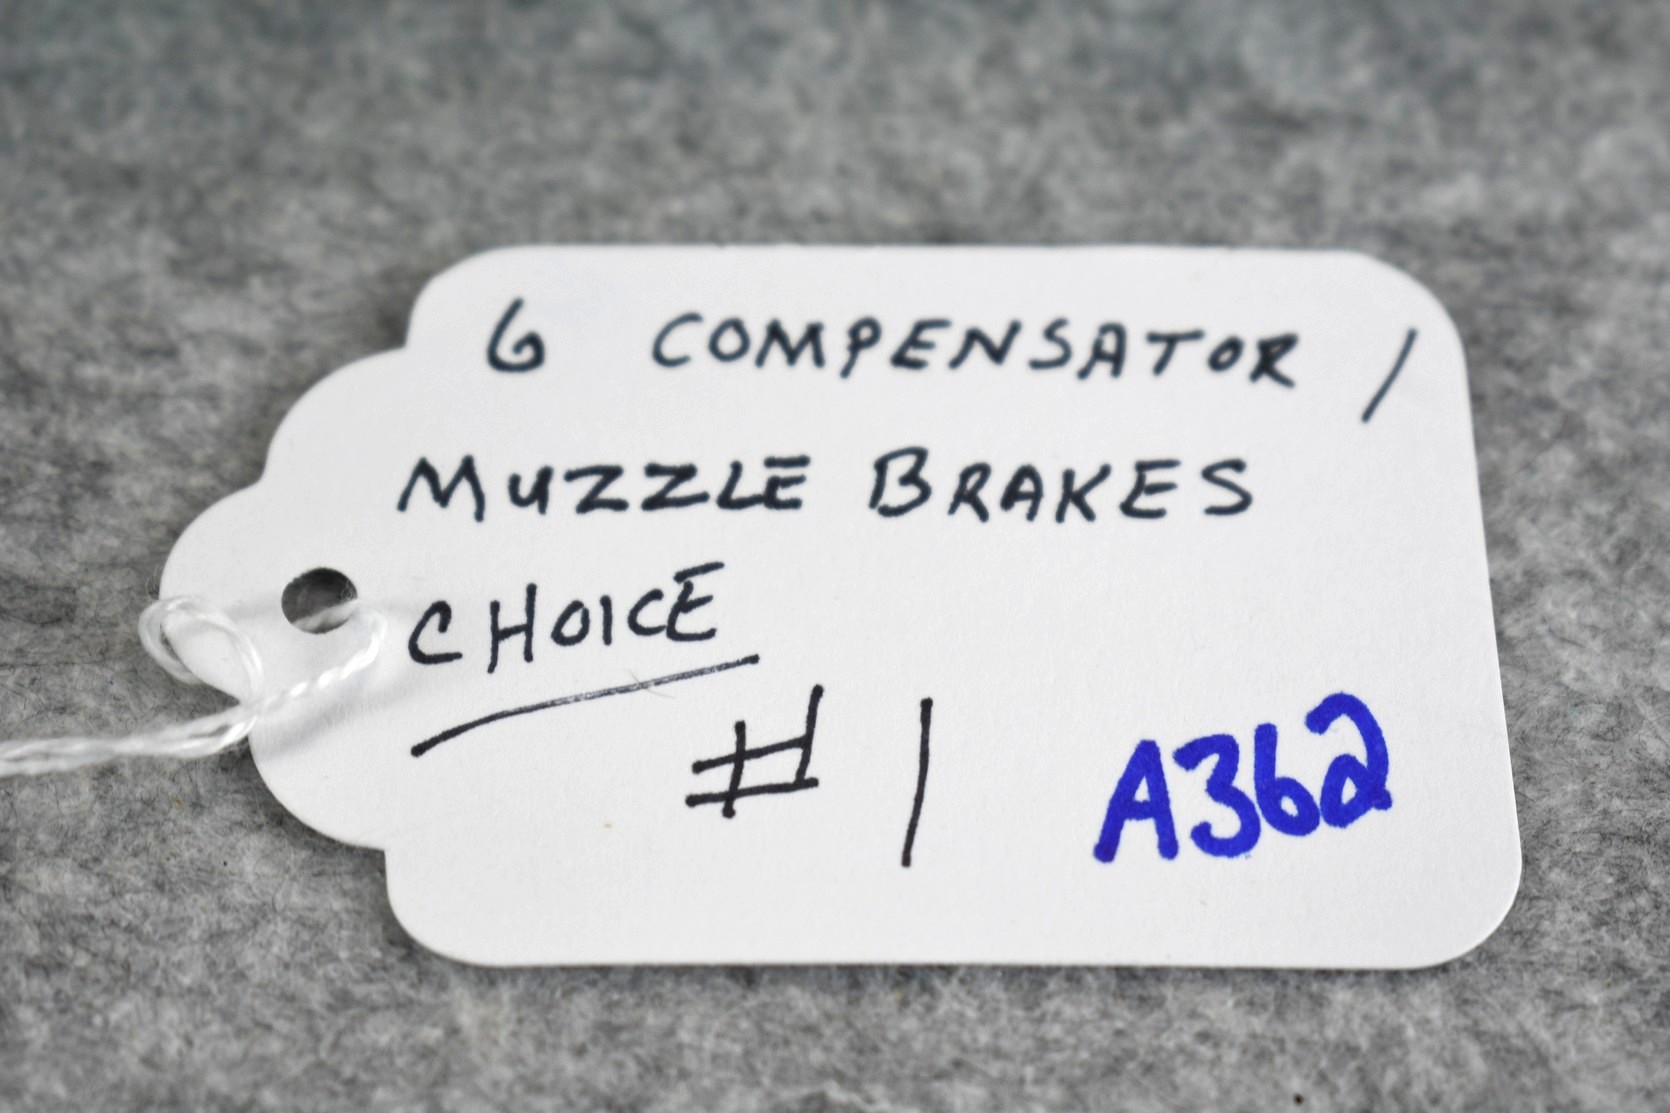 6 COMPENSATOR /
MUZZLE BRAKES
CHOICE
# 1 A362